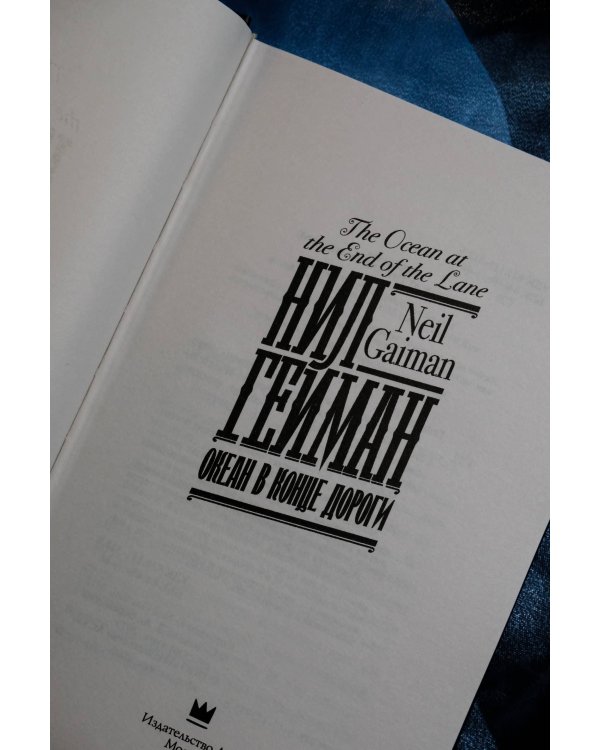 The Ocean at
the End of the Lane
НИЛ
Neil
Gaiman
ГЕЙМАН
ОКЕАН В КОНЦЕ ДОРОГИ
Издательство